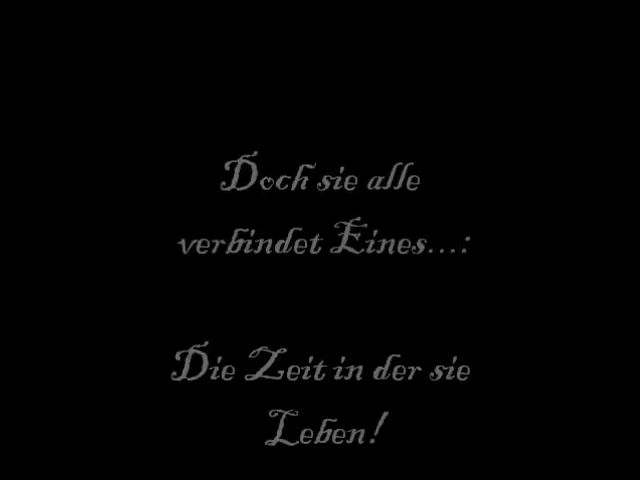 Doch sie alle
verbindet Eines...:
Die Zeit in der sie
Leben!